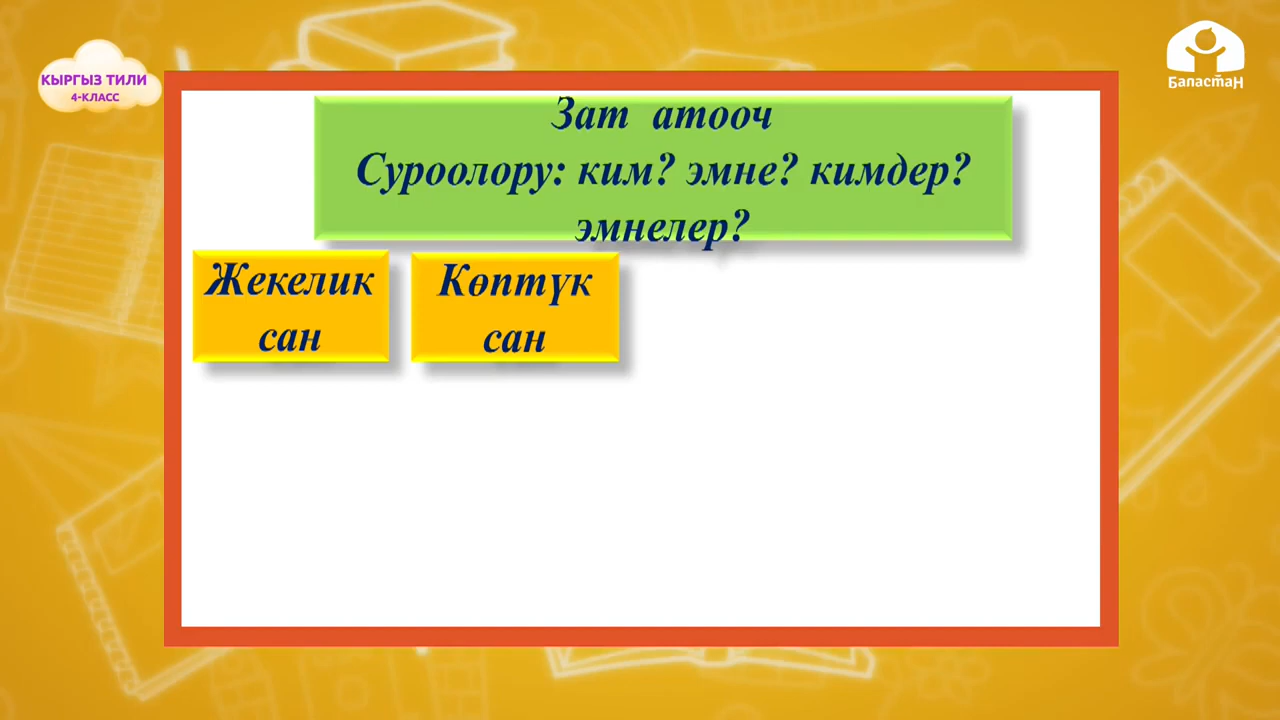 КЫРГЫЗ ТИЛИ
4-КЛАСС
Баластан
Зат атооч
Суроолору: ким? эмне? кимдер?
эмнелер?
Жекелик
сан
Көптүк
сан